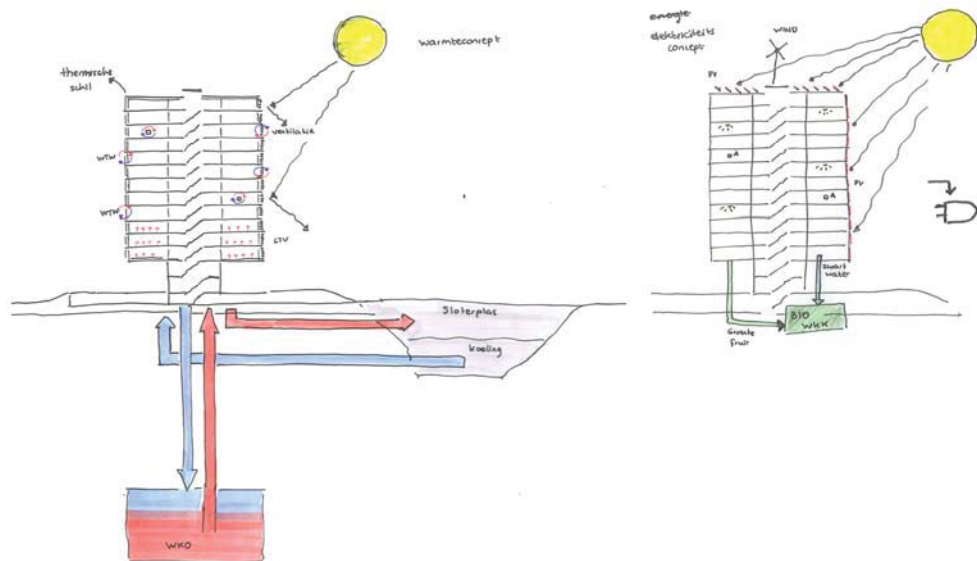 warmteconcept
thermische
schil
ventilatie
WTW
WTW
LTV
Sloterplas
koeling
WKO
energie
elektriciteits
concept
WIND
PV
A
PV
A
zwart
water
BIO
WKK
Groente
fruit